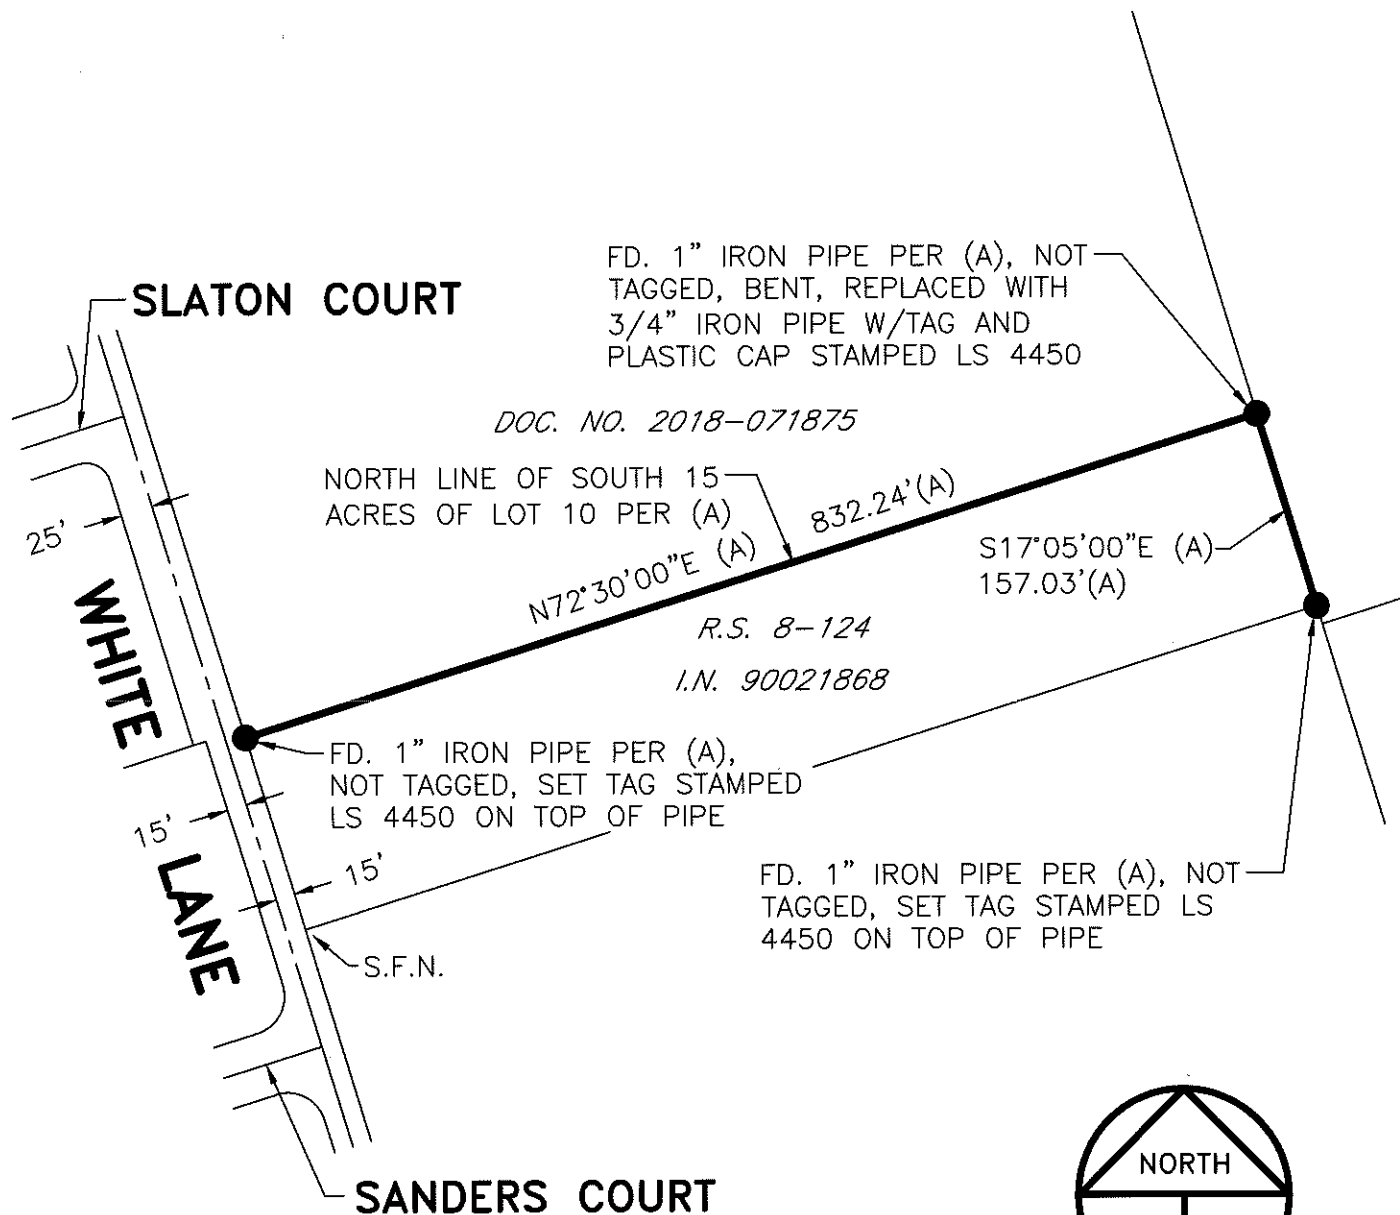 FD. 1" IRON PIPE PER (A), NOT
TAGGED, BENT, REPLACED WITH
3/4" IRON PIPE W/TAG AND
PLASTIC CAP STAMPED LS 4450
SLATON COURT
DOC. NO. 2018-071875
NORTH LINE OF SOUTH 15
ACRES OF LOT 10 PER (A)
832.24'(A)
N72°30'00"E (A)
S17°05'00"E (A)
157.03'(A)
25'
WHITE
R.S. 8-124
I.N. 90021868
FD. 1" IRON PIPE PER (A),
NOT TAGGED, SET TAG STAMPED
LS 4450 ON TOP OF PIPE
15'
LANE
15'
FD. 1" IRON PIPE PER (A), NOT
TAGGED, SET TAG STAMPED LS
4450 ON TOP OF PIPE
S.F.N.
NORTH
SANDERS COURT